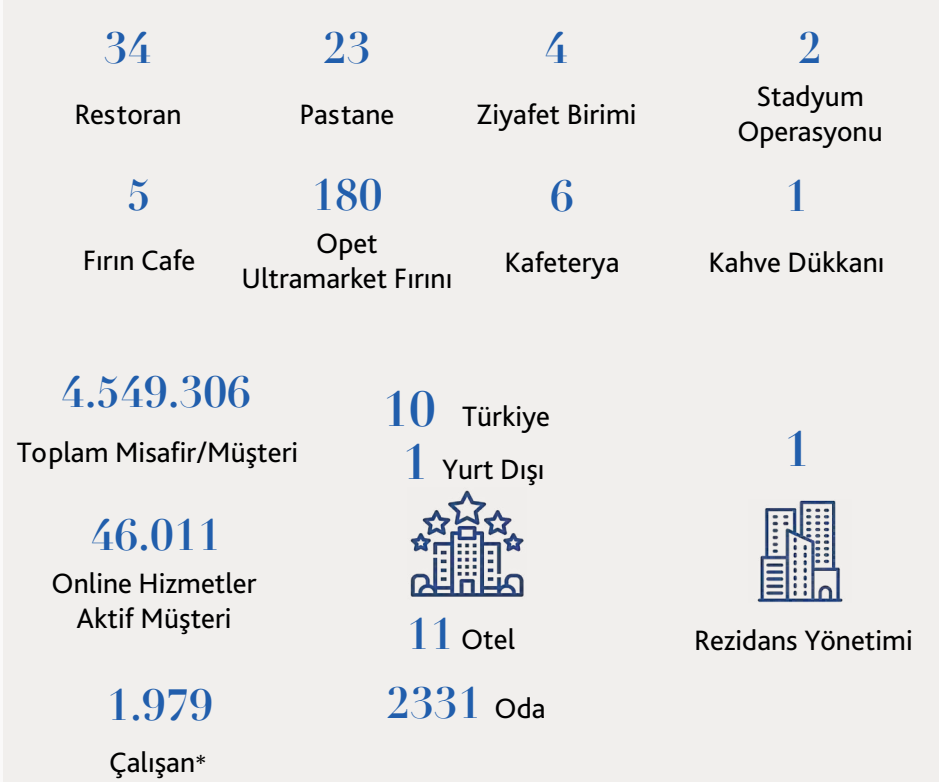 34
Restoran
23
Pastane
4
Ziyafet Birimi
2
Stadyum
Operasyonu
5
Fırın Cafe
180
Opet
Ultramarket Fırını
6
Kafeterya
1
Kahve Dükkanı
4.549.306
Toplam Misafir/Müşteri
46.011
Online Hizmetler
Aktif Müşteri
1.979
Çalışan*
10 Türkiye
1 Yurt Dışı
11 Otel
2331 Oda
1
Rezidans Yönetimi